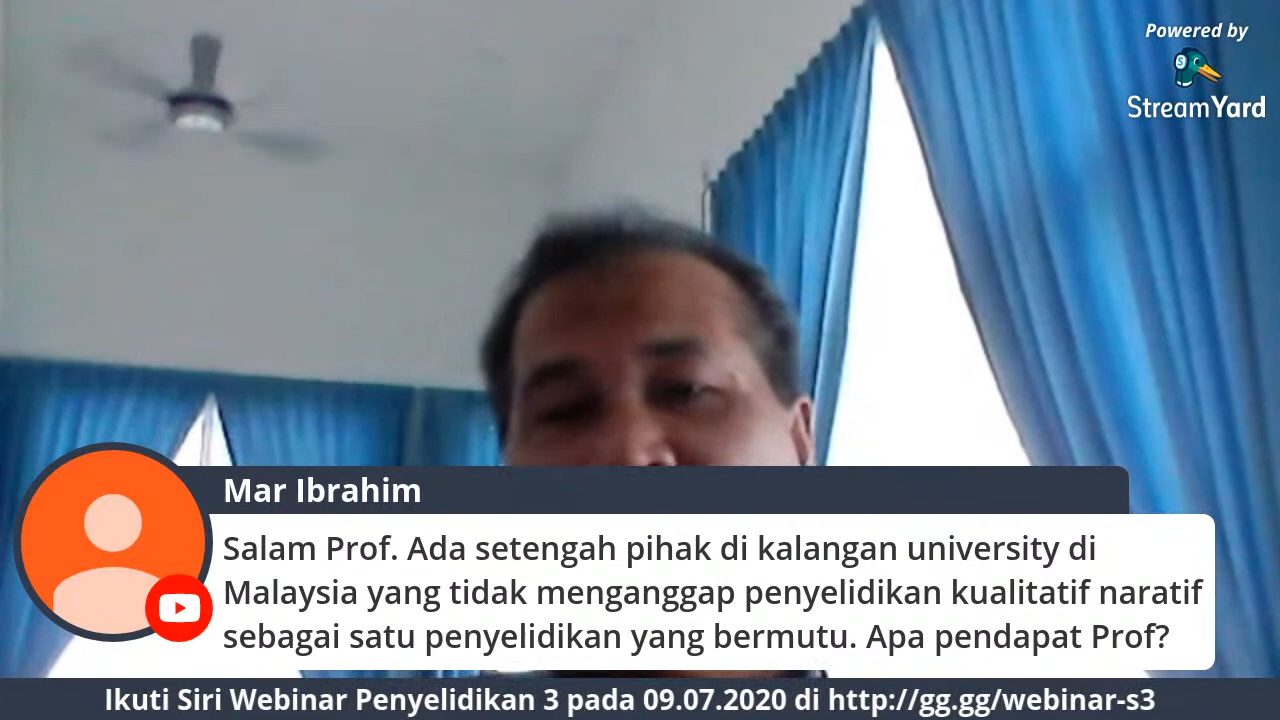 Powered by
StreamYard
Mar Ibrahim
Salam Prof. Ada setengah pihak di kalangan university di
Malaysia yang tidak menganggap penyelidikan kualitatif naratif
sebagai satu penyelidikan yang bermutu. Apa pendapat Prof?
Ikuti Siri Webinar Penyelidikan 3 pada 09.07.2020 di http://gg.gg/webinar-s3